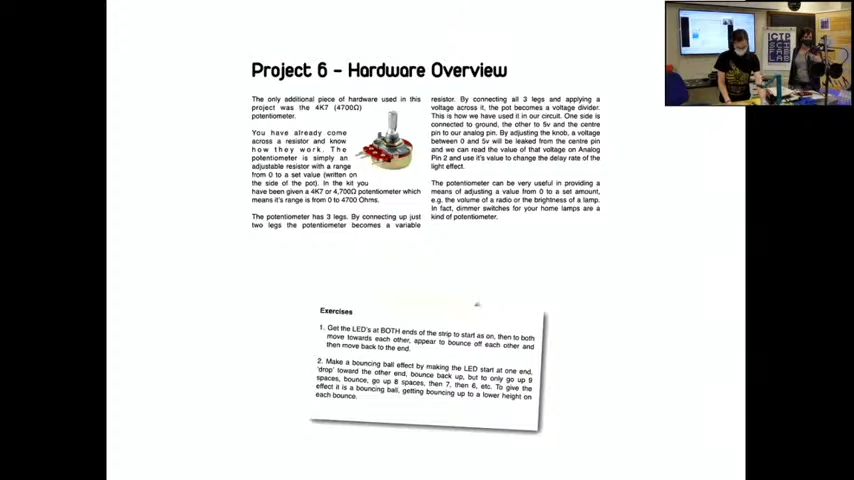 Project 6 - Hardware Overview
The only additional piece of hardware used in this
project was the 4K7 (4700Ω)
potentiometer.
You have already come
across a resistor and know
how they work. The
potentiometer is simply an
adjustable resistor with a range
from 0 to a set value (written on
the side of the pot). In the kit you
have been given a 4K7 or 4,700Ω potentiometer which
means it's range is from 0 to 4700 Ohms.
The potentiometer has 3 legs. By connecting up just
two legs the potentiometer becomes a variable
resistor. By connecting all 3 legs and applying a
voltage across it, the pot becomes a voltage divider.
This is how we have used it in our circuit. One side is
connected to ground, the other to 5v and the centre
pin to our analog pin. By adjusting the knob, a voltage
between 0 and 5v will be leaked from the centre pin
and we can read the value of that voltage on Analog
Pin 2 and use it's value to change the delay rate of the
light effect.
The potentiometer can be very useful in providing a
means of adjusting a value from 0 to a set amount,
e.g. the volume of a radio or the brightness of a lamp.
In fact, dimmer switches for your home lamps are a
kind of potentiometer.
Exercises
1. Get the LED's at BOTH ends of the strip to start as on, then to both
move towards each other, appear to bounce off each other and
then move back to the end.
2. Make a bouncing ball effect by making the LED start at one end,
'drop' toward the other end, bounce back up, but to only go up 9
spaces, bounce, go up 8 spaces, then 7, then 6, etc. To give the
effect it is a bouncing ball, getting bouncing up to a lower height on
each bounce.
ICTP
SCI
FAB
LAB